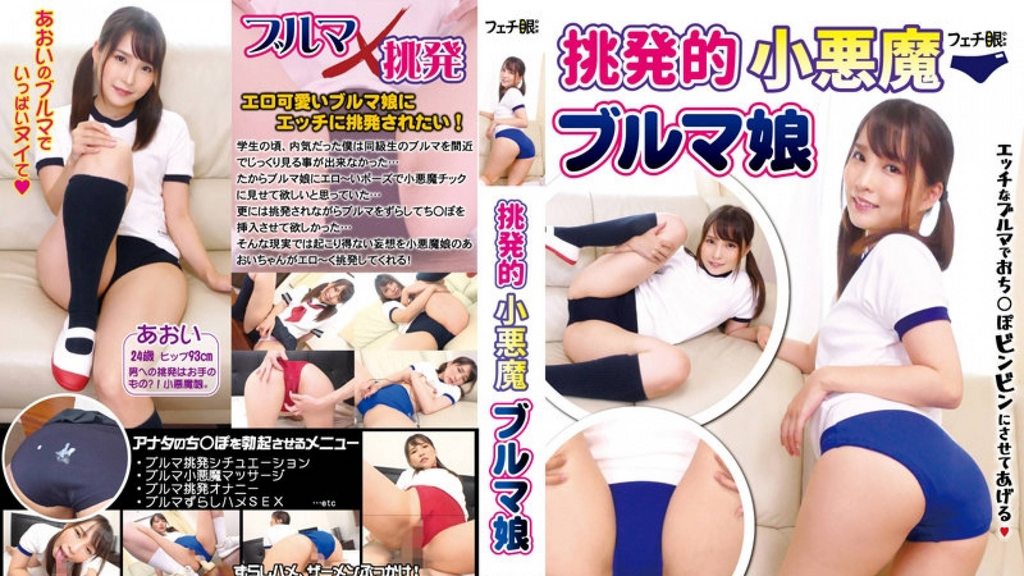 あおいのブルマで
いっぱいヌイて♥
あおい
24歳 ヒップ93cm
男への挑発はお手の
もの?!小悪魔娘。
ブルマ×挑発
エロ可愛いブルマ娘に
エッチに挑発されたい!
学生の頃、内気だった僕は同級生のブルマを間近
でじっくり見る事が出来なかった…
だからブルマ娘にエロ〜いポーズで小悪魔チック
に見せて欲しいと思っていた…
更には挑発されながらブルマをずらしてち〇ぽを
挿入させて欲しかった…
そんな現実では起こり得ない妄想を小悪魔娘のあ
おいちゃんがエロ〜く挑発してくれる!
アナタのち〇ぽを勃起させるメニュー
・ブルマ挑発シチュエーション
・ブルマ小悪魔マッサージ
・ブルマ挑発オナニー
・ブルマずらしハメSEX …etc
ずらしハメ、ザーメンぶっかけ!
フェチ眼
挑発的 小悪魔 ブルマ娘
挑発的 小悪魔
ブルマ娘
フェチ眼
エッチなブルマでおち〇ぽビンビンにさせてあげる♥